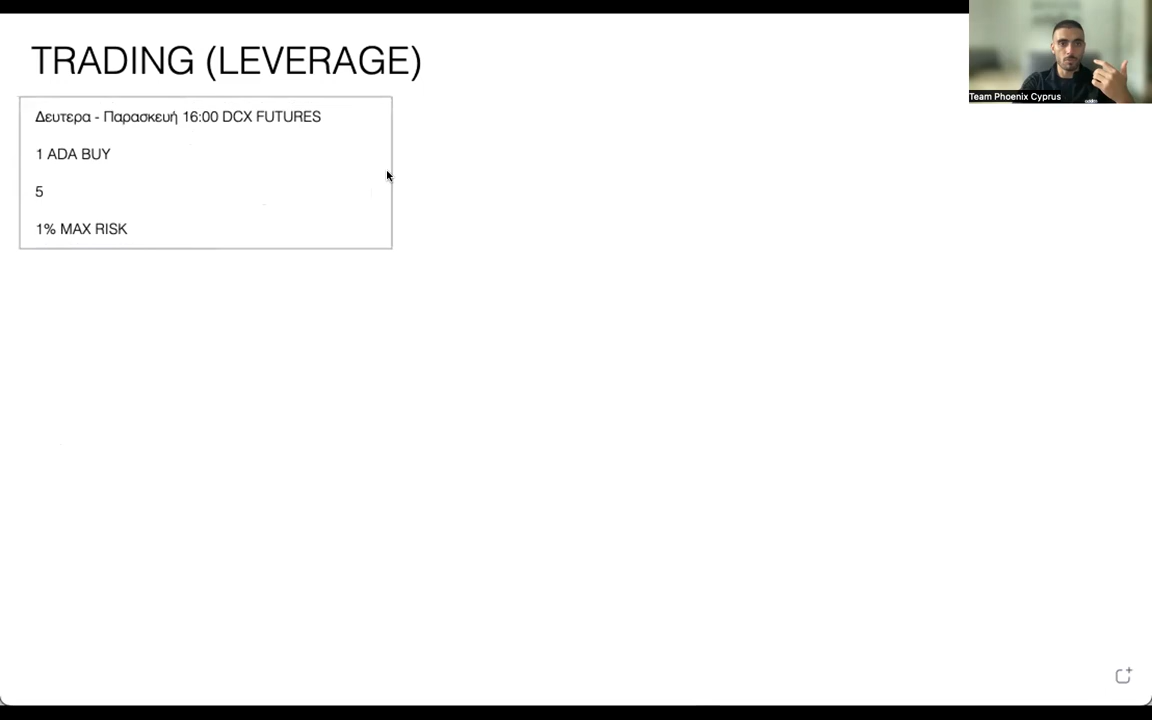 TRADING (LEVERAGE)
Δευτερα - Παρασκευή 16:00 DCX FUTURES
1 ADA BUY
5
1% MAX RISK
Team Phoenix Cyprus